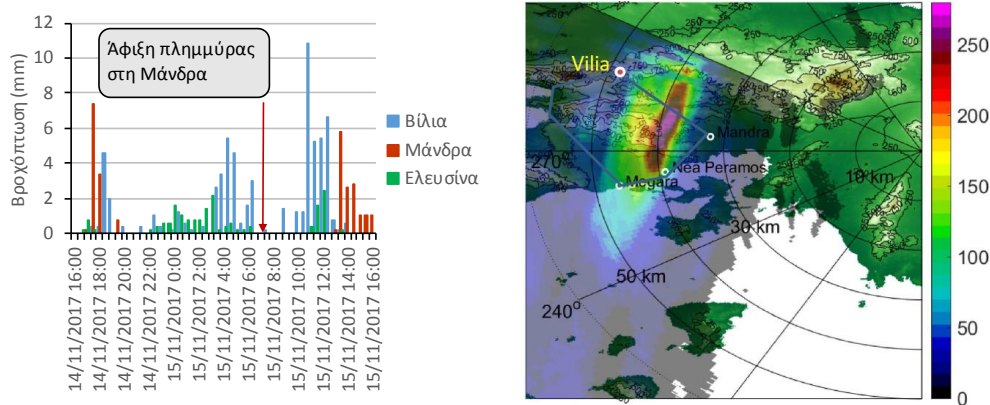 12
10
8
6
4
2
0
Βροχόπτωση (mm)
Άφιξη πλημμύρας
στη Μάνδρα
Βίλια
Μάνδρα
Ελευσίνα
14/11/2017 16:00
14/11/2017 18:00
14/11/2017 20:00
14/11/2017 22:00
15/11/2017 0:00
15/11/2017 2:00
15/11/2017 4:00
15/11/2017 6:00
15/11/2017 8:00
15/11/2017 10:00
15/11/2017 12:00
15/11/2017 14:00
15/11/2017 16:00
Vilia
Mandra
270°
Nea Peramos
Megara
10 km
30 km
50 km
240°
250
200
150
100
50
0